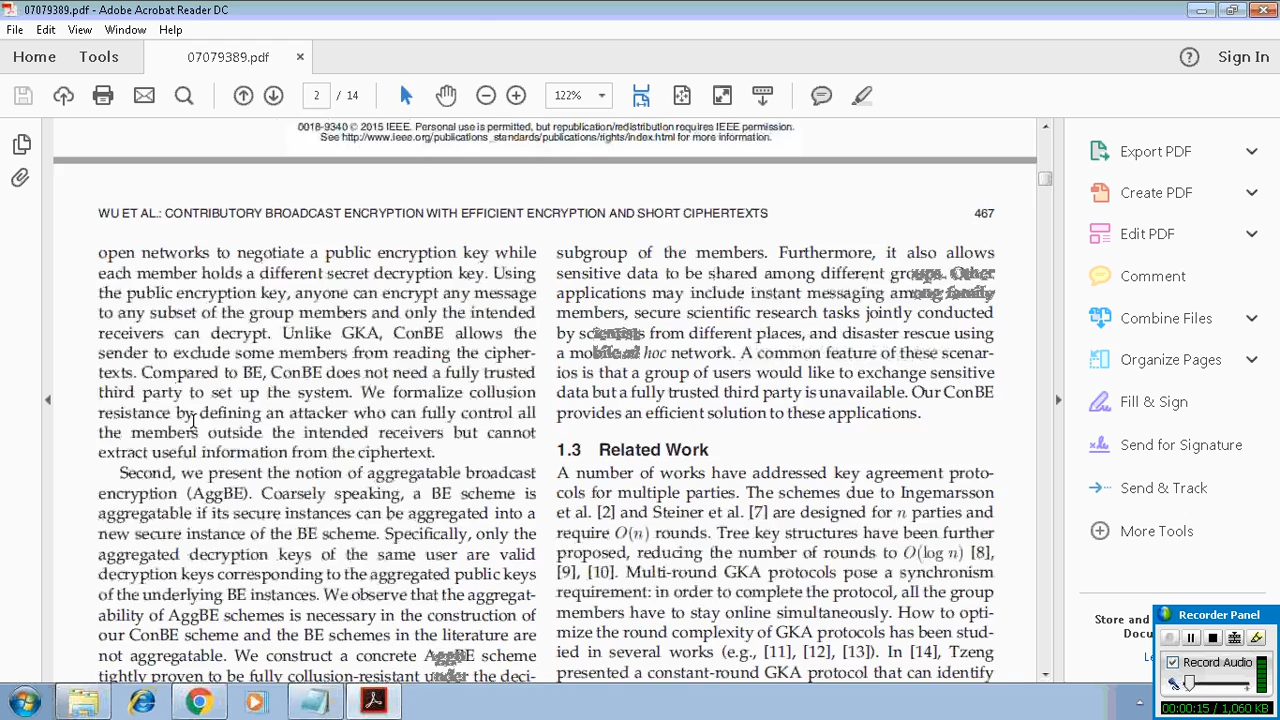 07079389.pdf - Adobe Acrobat Reader DC
File Edit View Window Help
Home Tools 07079389.pdf × Sign In
2 / 14 122%
0018-9340 © 2015 IEEE. Personal use is permitted, but republication/redistribution requires IEEE permission.
See http://www.ieee.org/publications_standards/publications/rights/index.html for more information.
WU ET AL.: CONTRIBUTORY BROADCAST ENCRYPTION WITH EFFICIENT ENCRYPTION AND SHORT CIPHERTEXTS 467
open networks to negotiate a public encryption key while
each member holds a different secret decryption key. Using
the public encryption key, anyone can encrypt any message
to any subset of the group members and only the intended
receivers can decrypt. Unlike GKA, ConBE allows the
sender to exclude some members from reading the cipher-
texts. Compared to BE, ConBE does not need a fully trusted
third party to set up the system. We formalize collusion
resistance by defining an attacker who can fully control all
the members outside the intended receivers but cannot
extract useful information from the ciphertext.
Second, we present the notion of aggregatable broadcast
encryption (AggBE). Coarsely speaking, a BE scheme is
aggregatable if its secure instances can be aggregated into a
new secure instance of the BE scheme. Specifically, only the
aggregated decryption keys of the same user are valid
decryption keys corresponding to the aggregated public keys
of the underlying BE instances. We observe that the aggregat-
ability of AggBE schemes is necessary in the construction of
our ConBE scheme and the BE schemes in the literature are
not aggregatable. We construct a concrete AggBE scheme
tightly proven to be fully collusion-resistant under the deci-
subgroup of the members. Furthermore, it also allows
sensitive data to be shared among different groups. Other
applications may include instant messaging among family
members, secure scientific research tasks jointly conducted
by from different places, and disaster rescue using
a mobile ad hoc network. A common feature of these scenar-
ios is that a group of users would like to exchange sensitive
data but a fully trusted third party is unavailable. Our ConBE
provides an efficient solution to these applications.
1.3 Related Work
A number of works have addressed key agreement proto-
cols for multiple parties. The schemes due to Ingemarsson
et al. [2] and Steiner et al. [7] are designed for n parties and
require O(n) rounds. Tree key structures have been further
proposed, reducing the number of rounds to O(log n) [8],
[9], [10]. Multi-round GKA protocols pose a synchronism
requirement: in order to complete the protocol, all the group
members have to stay online simultaneously. How to opti-
mize the round complexity of GKA protocols has been stud-
ied in several works (e.g., [11], [12], [13]). In [14], Tzeng
presented a constant-round GKA protocol that can identify
Export PDF
Create PDF
Edit PDF
Comment
Combine Files
Organize Pages
Fill & Sign
Send for Signature
Send & Track
More Tools
Store and
Docu
Recorder Panel
Record Audio
00:00:15 / 1,060 KB